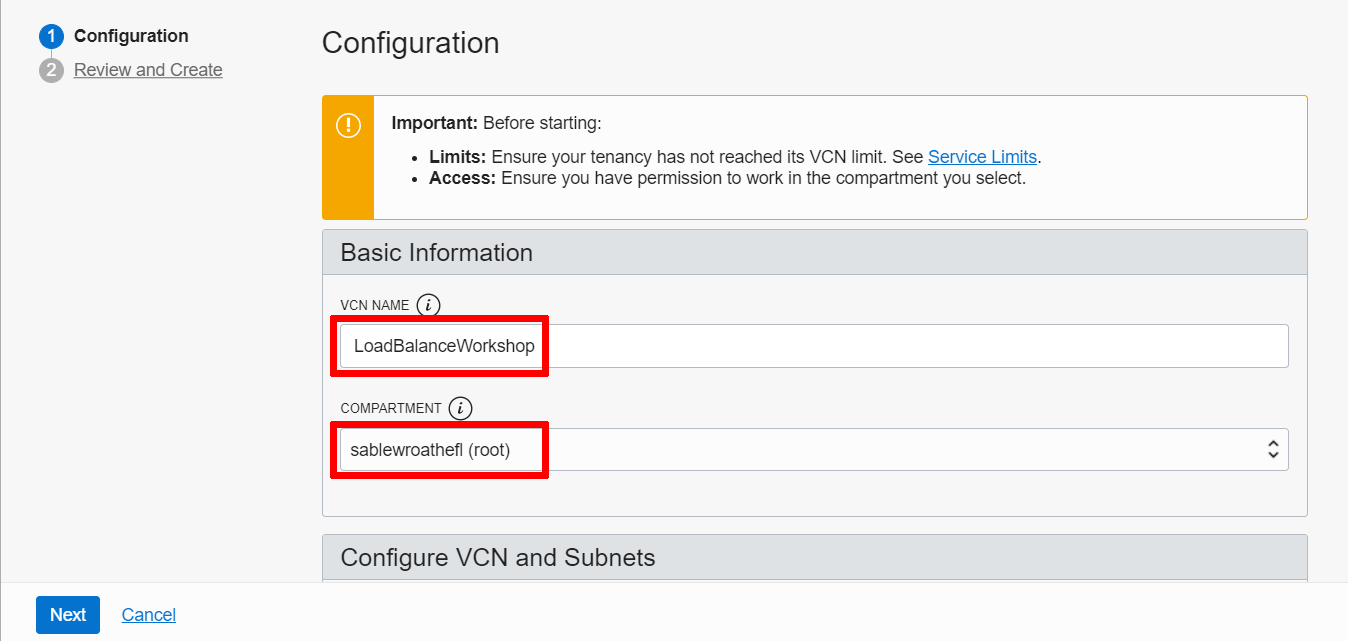 1 Configuration
2 Review and Create
Configuration
Important: Before starting:
• Limits: Ensure your tenancy has not reached its VCN limit. See Service Limits.
• Access: Ensure you have permission to work in the compartment you select.
Basic Information
VCN NAME i
LoadBalanceWorkshop
COMPARTMENT i
sablewroathefl (root)
Configure VCN and Subnets
Next Cancel